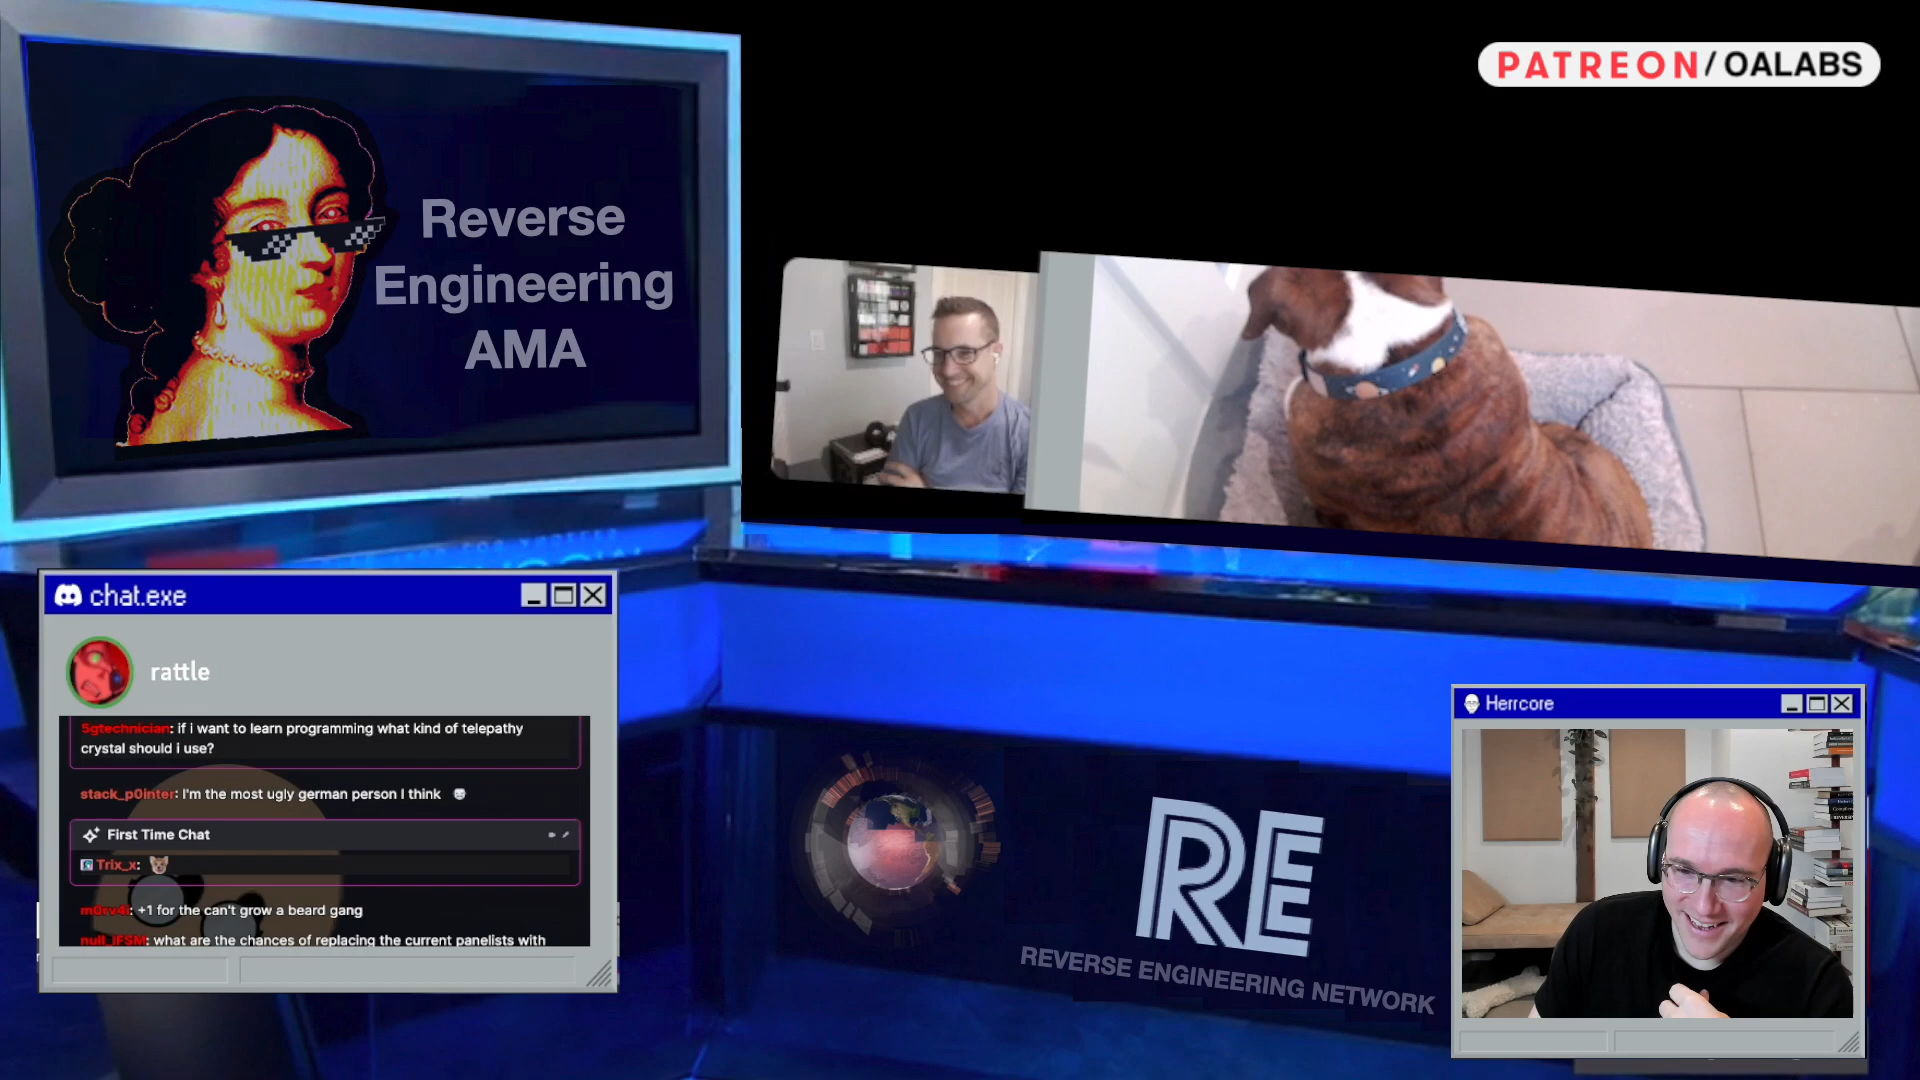 PATREON/OALABS
Reverse
Engineering
AMA
chat.exe
rattle
5gtechnician: if i want to learn programming what kind of telepathy
crystal should i use?
stack_p0inter: I'm the most ugly german person I think
First Time Chat
Trix_x:
m0rv4i: +1 for the can't grow a beard gang
null_IFSM: what are the chances of replacing the current panelists with
Herrcore
RE
REVERSE ENGINEERING NETWORK